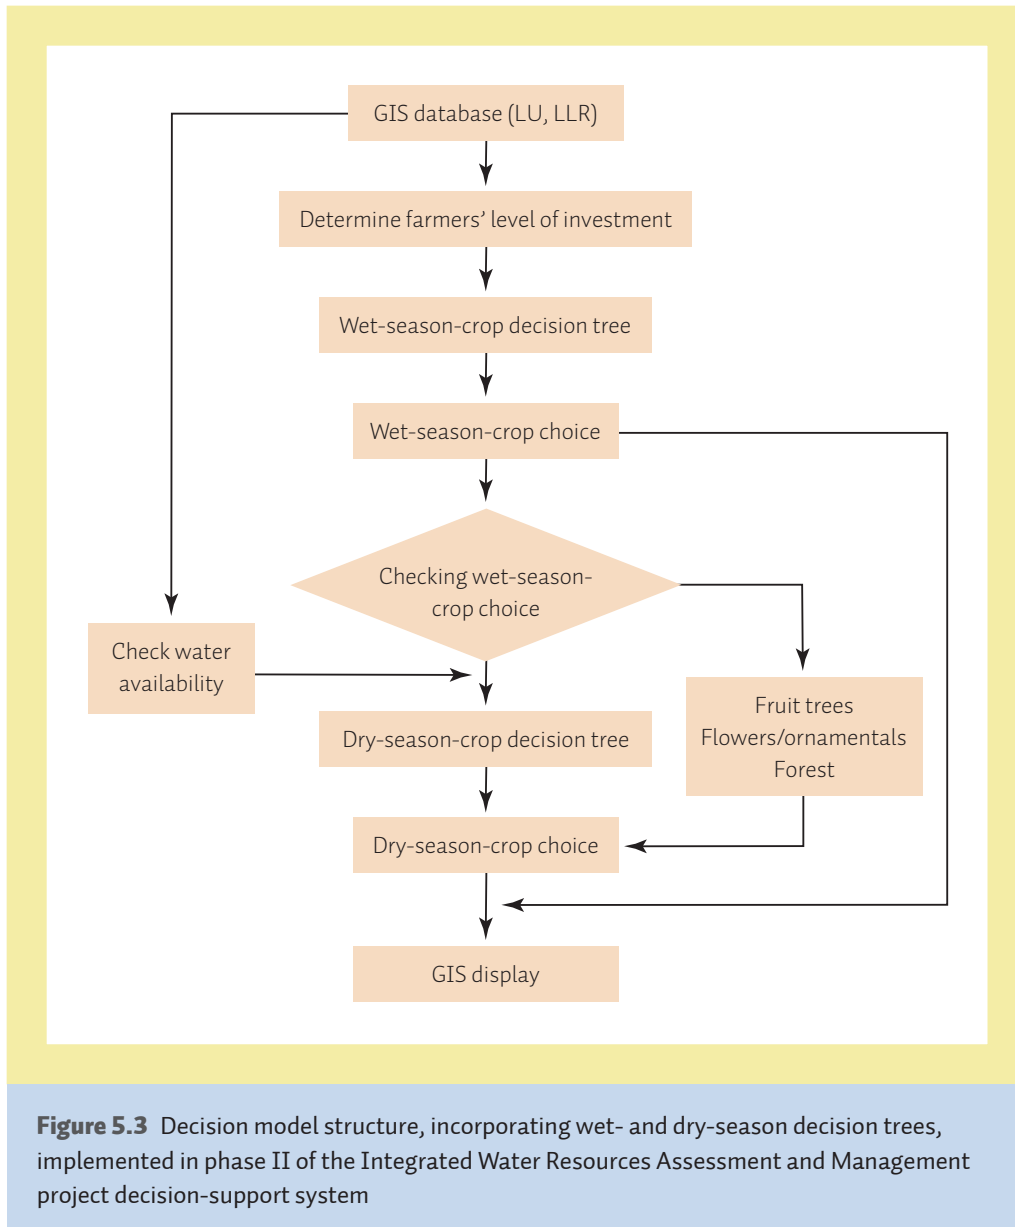 GIS database (LU, LLR)
Determine farmers’ level of investment
Wet-season-crop decision tree
Wet-season-crop choice
Checking wet-season-
crop choice
Check water
availability
Fruit trees
Flowers/ornamentals
Forest
Dry-season-crop decision tree
Dry-season-crop choice
GIS display
Figure 5.3 Decision model structure, incorporating wet- and dry-season decision trees,
implemented in phase II of the Integrated Water Resources Assessment and Management
project decision-support system